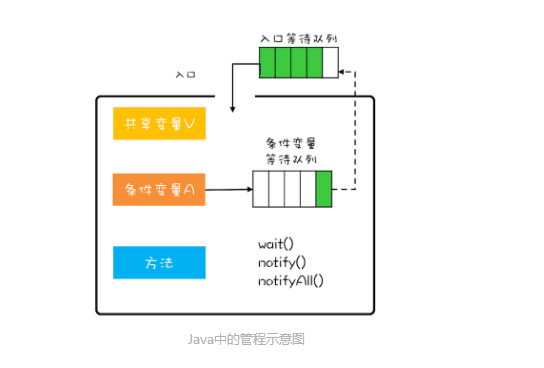 入口等待队列
入口
共享变量V
条件变量
等待队列
条件变量A
方法
wait()
notify()
notifyAll()
Java中的管程示意图